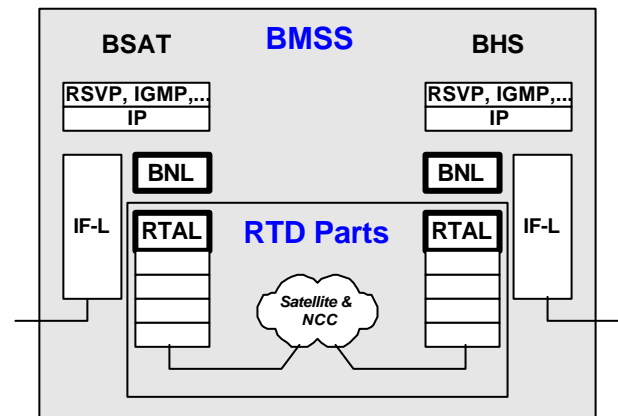 BSAT BMSS BHS
RSVP, IGMP,... RSVP, IGMP,...
IP IP
BNL BNL
IF-L RTAL RTD Parts RTAL IF-L
Satellite &
NCC